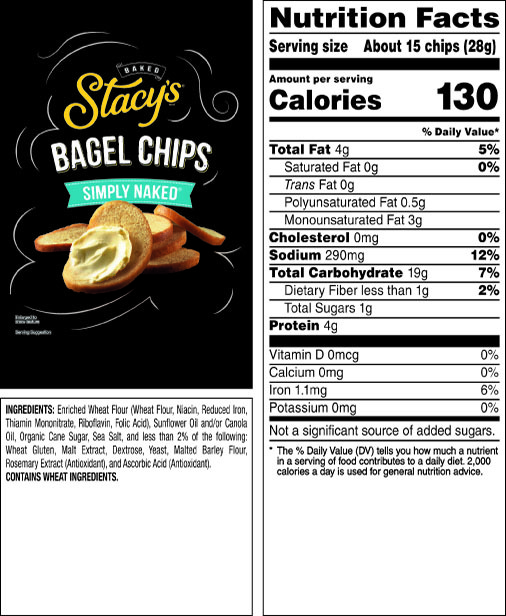 BAKED
Stacy's
BAGEL CHIPS
SIMPLY NAKED
Enlarged to
show texture
Serving Suggestion
INGREDIENTS: Enriched Wheat Flour (Wheat Flour, Niacin, Reduced Iron,
Thiamin Mononitrate, Riboflavin, Folic Acid), Sunflower Oil and/or Canola
Oil, Organic Cane Sugar, Sea Salt, and less than 2% of the following:
Wheat Gluten, Malt Extract, Dextrose, Yeast, Malted Barley Flour,
Rosemary Extract (Antioxidant), and Ascorbic Acid (Antioxidant).
CONTAINS WHEAT INGREDIENTS.
Nutrition Facts
Serving size About 15 chips (28g)
Amount per serving
Calories 130
% Daily Value*
Total Fat 4g 5%
Saturated Fat 0g 0%
Trans Fat 0g
Polyunsaturated Fat 0.5g
Monounsaturated Fat 3g
Cholesterol 0mg 0%
Sodium 290mg 12%
Total Carbohydrate 19g 7%
Dietary Fiber less than 1g 2%
Total Sugars 1g
Protein 4g
Vitamin D 0mcg 0%
Calcium 0mg 0%
Iron 1.1mg 6%
Potassium 0mg 0%
Not a significant source of added sugars.
* The % Daily Value (DV) tells you how much a nutrient
in a serving of food contributes to a daily diet. 2,000
calories a day is used for general nutrition advice.